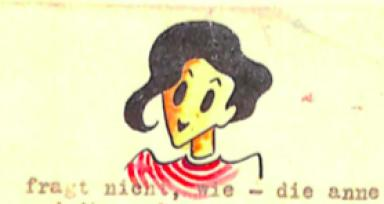 fragt nicht, wie - die anne